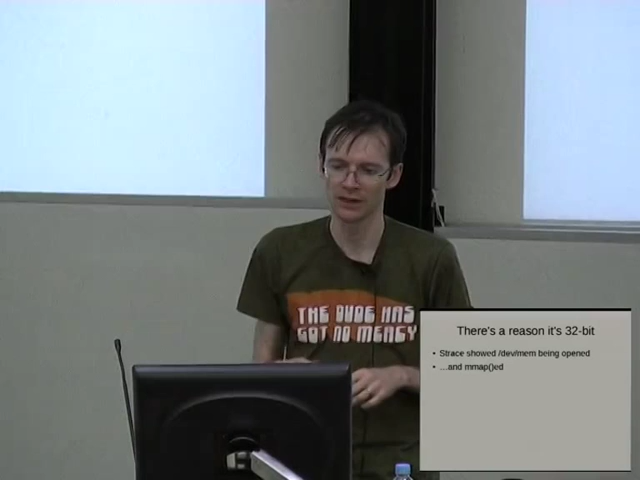 THE DUDE HAS
GOT NO MERCY
There's a reason it's 32-bit
• Strace showed /dev/mem being opened
• ...and mmap()ed